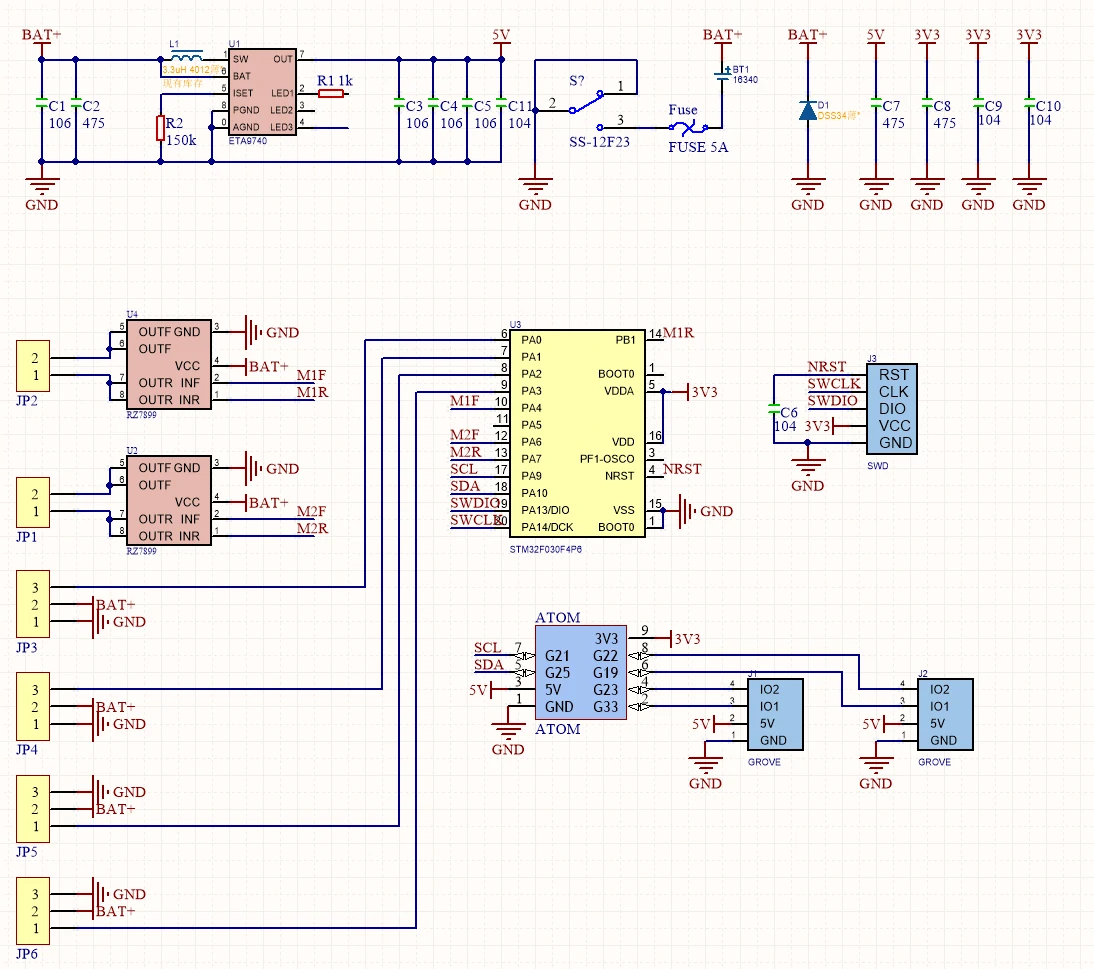 BAT+
5V
BAT+
BAT+
5V
3V3
3V3
3V3
L1
U1
1
SW
OUT
7
3.3uH 4012
现有库存
6
BAT
5
ISET
LED1
2
R1 1k
8
PGND
LED2
3
0
AGND
LED3
4
ETA9740
C1
106
C2
475
R2
150k
C3
106
C4
106
C5
106
C11
104
S?
1
2
3
SS-12F23
Fuse
FUSE 5A
BT1
16340
D1
DSS34
C7
475
C8
475
C9
104
C10
104
GND
GND
GND
GND
GND
GND
GND
U4
5
OUTF GND
3
GND
6
OUTF
VCC
4
BAT+
7
OUTR INF
2
M1F
8
OUTR INR
1
M1R
RZ7899
2
1
JP2
U2
5
OUTF GND
3
GND
6
OUTF
VCC
4
BAT+
7
OUTR INF
2
M2F
8
OUTR INR
1
M2R
RZ7899
2
1
JP1
U3
6
PA0
PB1
14
M1R
7
PA1
8
PA2
BOOT0
1
9
PA3
VDDA
5
3V3
M1F
10
PA4
11
PA5
M2F
12
PA6
VDD
16
M2R
13
PA7
PF1-OSCO
3
SCL
17
PA9
NRST
4
NRST
SDA
18
PA10
SWDIO
19
PA13/DIO
VSS
15
GND
SWCLK
20
PA14/DCK
BOOT0
1
STM32F030F4P6
J3
NRST
RST
SWCLK
CLK
SWDIO
DIO
3V3
VCC
GND
C6
104
GND
SWD
3
2
BAT+
1
GND
JP3
3
2
BAT+
1
GND
JP4
3
GND
2
BAT+
1
JP5
3
GND
2
BAT+
1
JP6
ATOM
3V3
9
3V3
SCL
7
G21
G22
8
SDA
5
G25
G19
6
5V
3
5V
G23
4
1
GND
G33
2
ATOM
GND
J1
4
IO2
3
IO1
5V
2
5V
1
GND
GROVE
GND
J2
4
IO2
3
IO1
5V
2
5V
1
GND
GROVE
GND